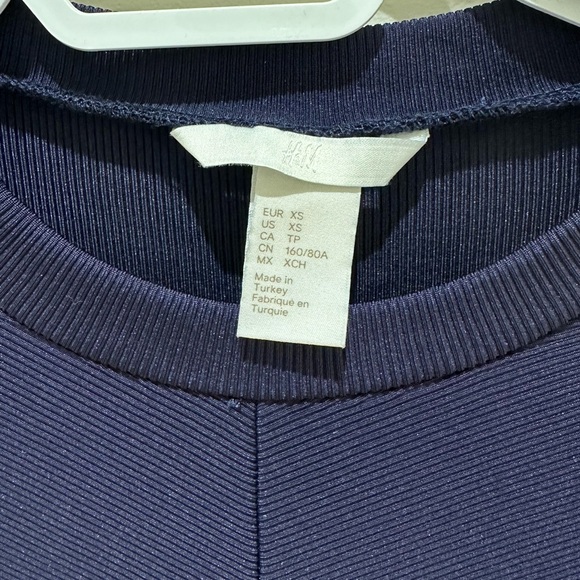 EUR XS
US XS
CA TP
CN 160/80A
MX XCH
Made in
Turkey
Fabriqué en
Turquie